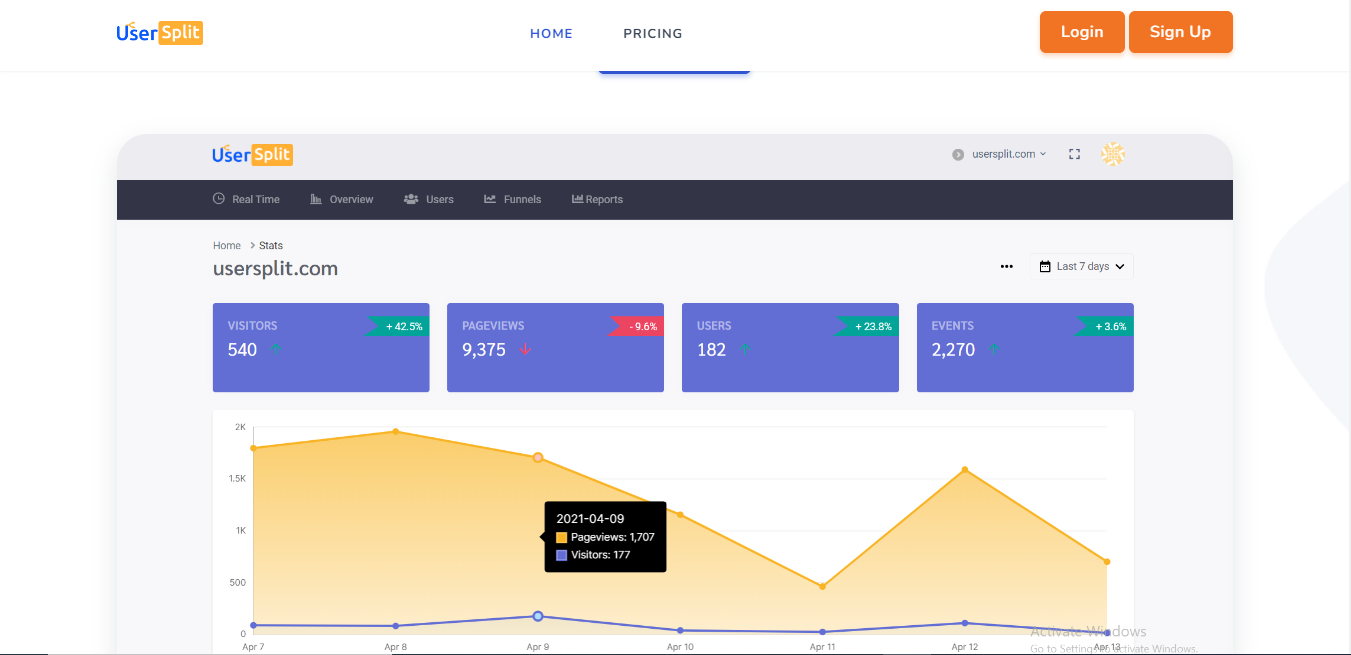 UserSplit HOME PRICING Login Sign Up
UserSplit usersplit.com
Real Time Overview Users Funnels Reports
Home > Stats
usersplit.com ••• Last 7 days
VISITORS + 42.5% PAGEVIEWS - 9.6% USERS + 23.8% EVENTS + 3.6%
540 9,375 182 2,270
2K
1.5K
2021-04-09
1K Pageviews: 1,707
Visitors: 177
500
0
Activate Windows
Apr 7 Apr 8 Apr 9 Apr 10 Apr 11 Apr 12 Apr 13
Go to Settings to activate Windows.